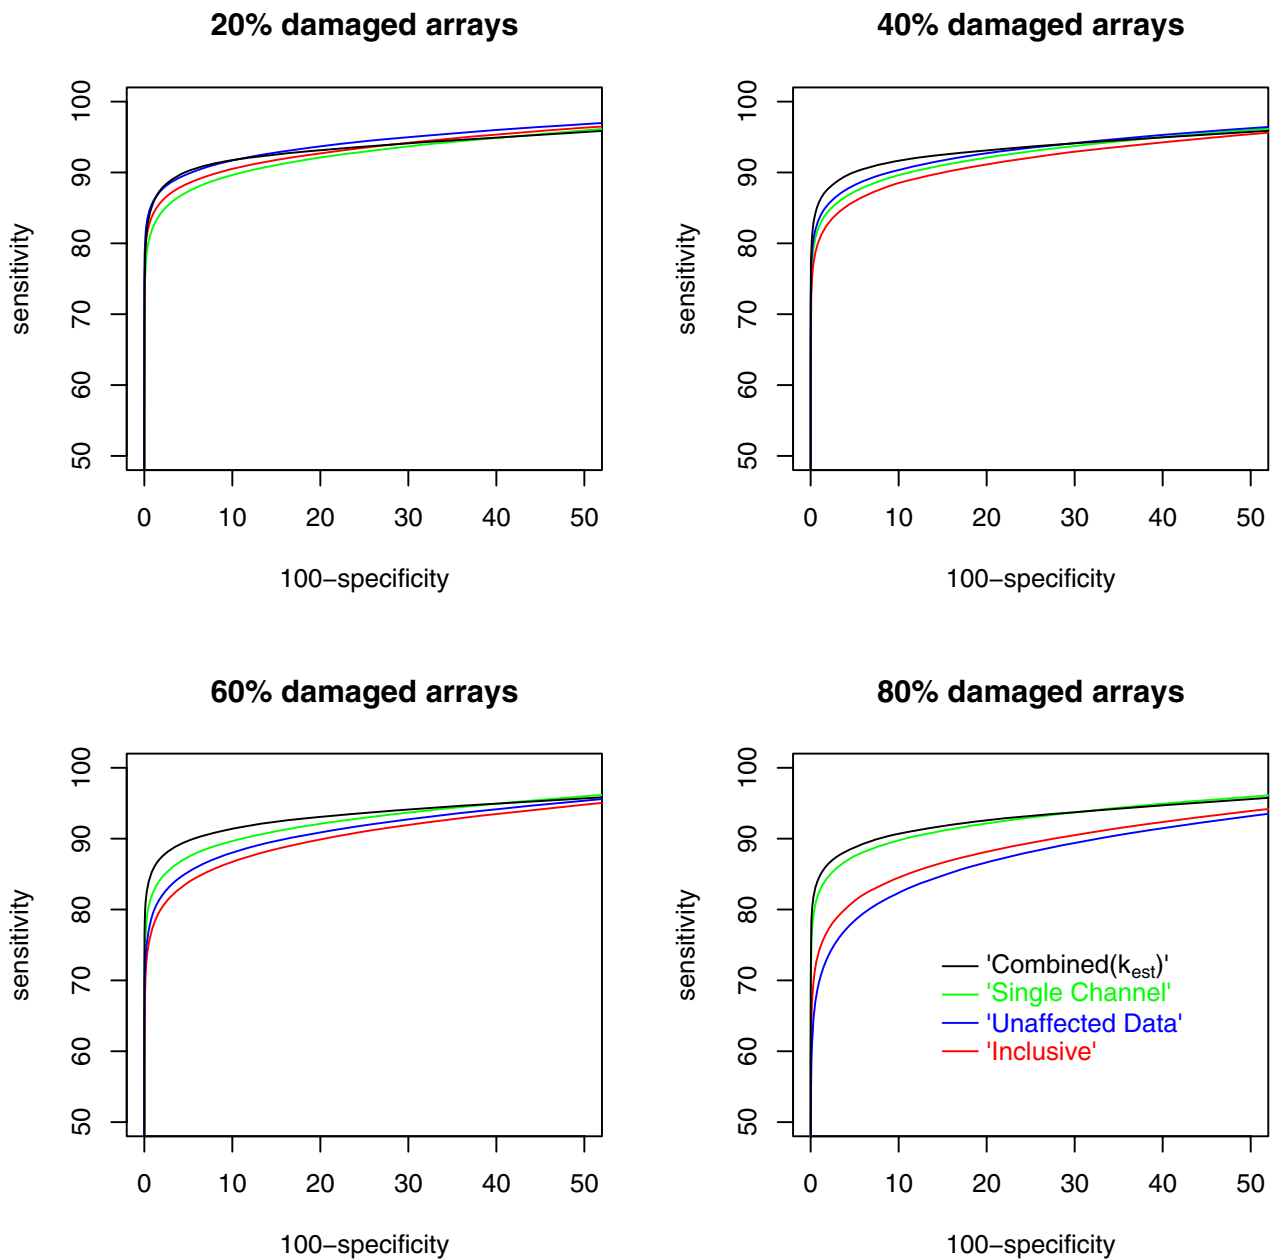 20% damaged arrays
sensitivity
50 60 70 80 90 100
0 10 20 30 40 50
100−specificity
40% damaged arrays
sensitivity
50 60 70 80 90 100
0 10 20 30 40 50
100−specificity
60% damaged arrays
sensitivity
50 60 70 80 90 100
0 10 20 30 40 50
100−specificity
80% damaged arrays
sensitivity
50 60 70 80 90 100
'Combined(kest)'
'Single Channel'
'Unaffected Data'
'Inclusive'
0 10 20 30 40 50
100−specificity